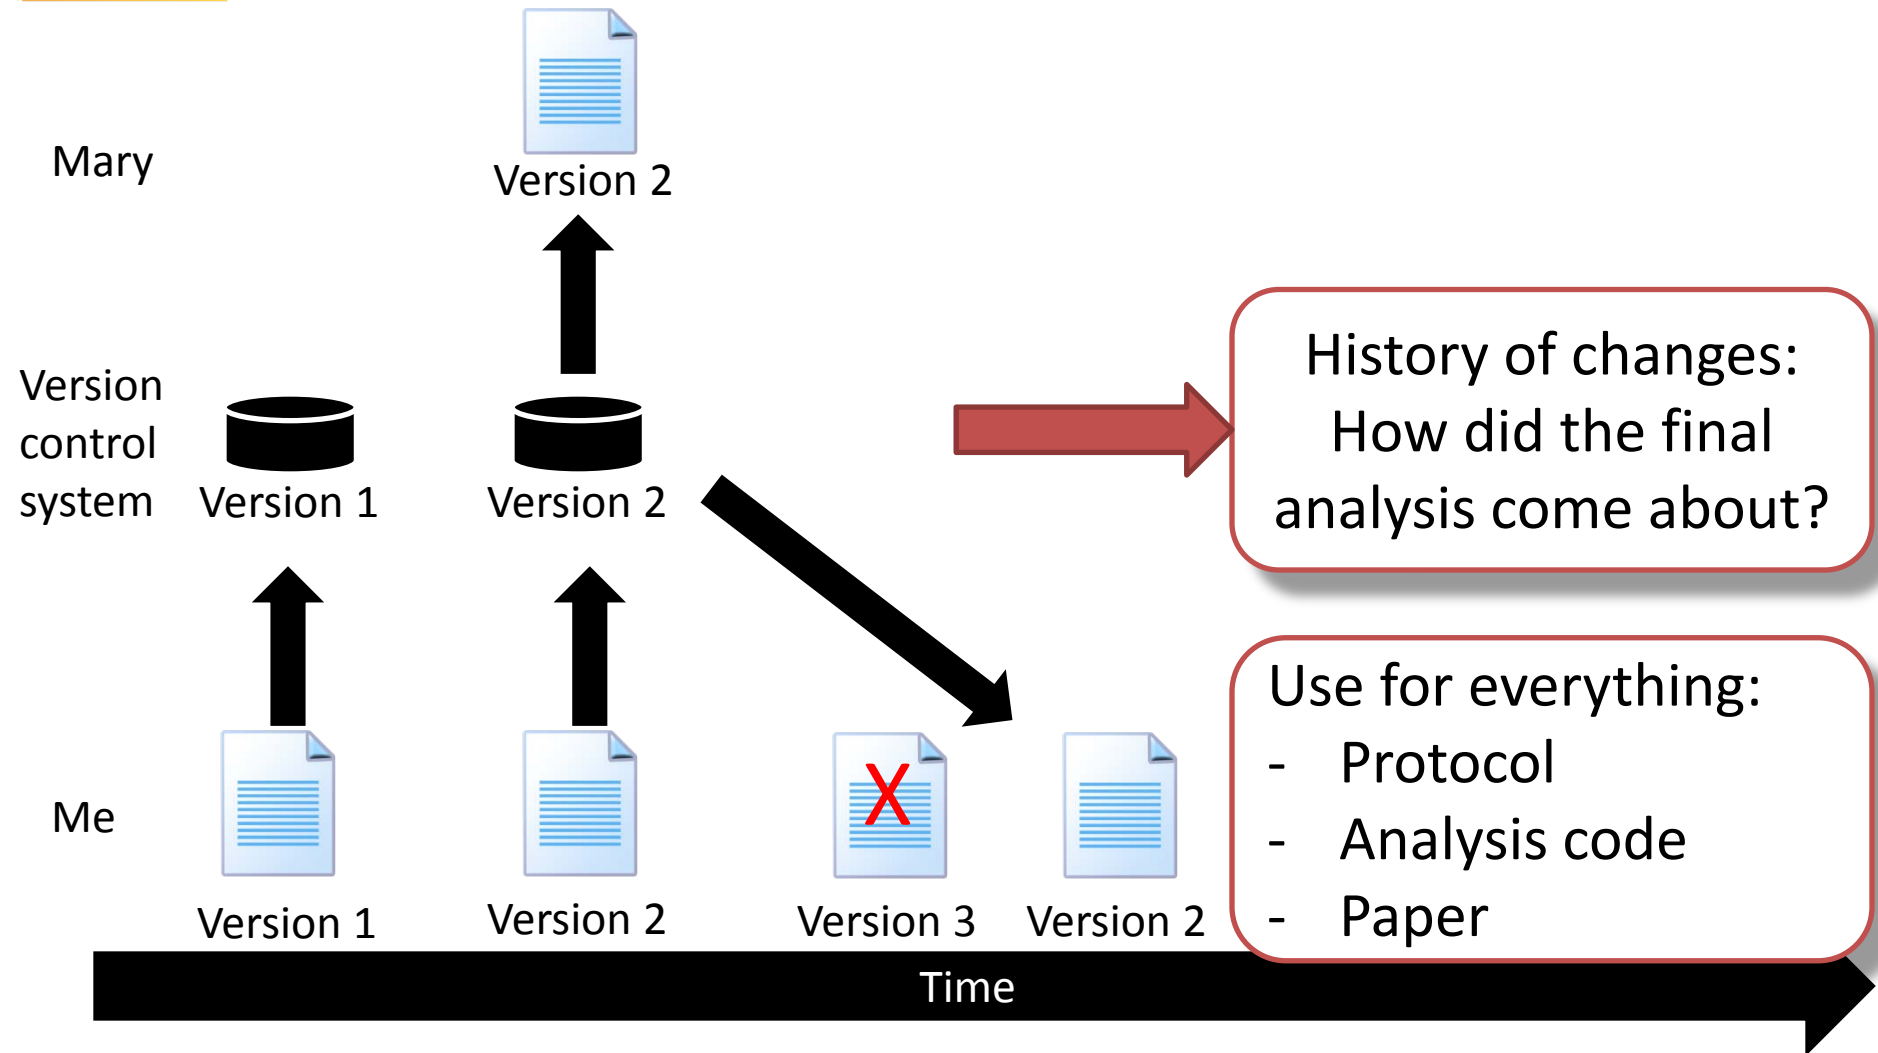 Mary
Version 2
Version
control
system
Version 1
Version 2
History of changes:
How did the final
analysis come about?
Me
X
Version 1
Version 2
Version 3
Version 2
Use for everything:
- Protocol
- Analysis code
- Paper
Time